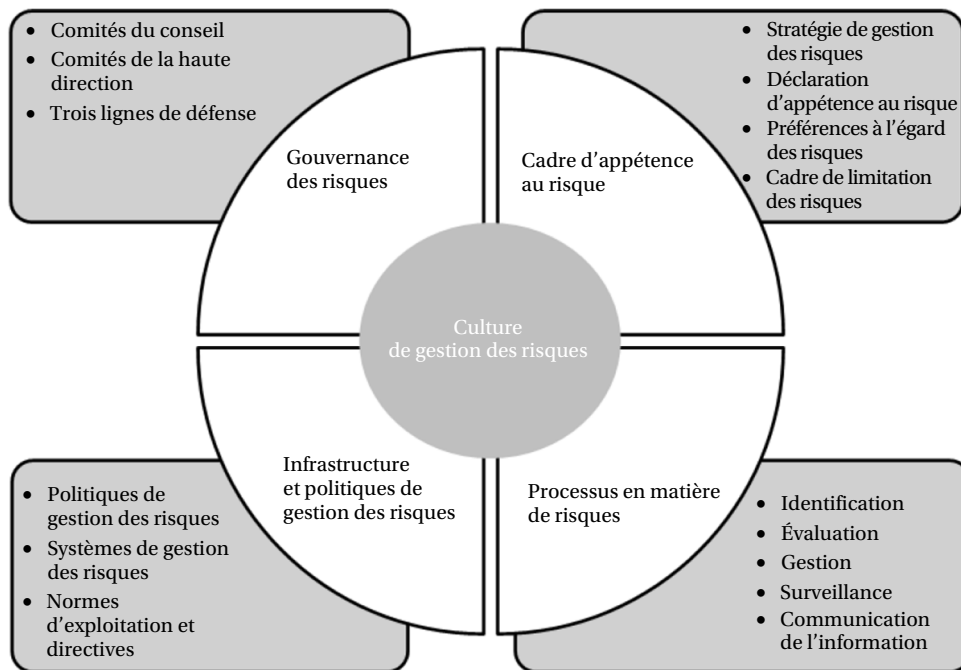 • Comités du conseil
• Comités de la haute
direction
• Trois lignes de défense
Gouvernance
des risques
Cadre d’appétence
au risque
• Stratégie de gestion
des risques
• Déclaration
d’appétence au risque
• Préférences à l’égard
des risques
• Cadre de limitation
des risques
Culture
de gestion des risques
• Politiques de
gestion des risques
• Systèmes de gestion
des risques
• Normes
d’exploitation et
directives
Infrastructure
et politiques de
gestion des risques
Processus en matière
de risques
• Identification
• Évaluation
• Gestion
• Surveillance
• Communication
de l’information